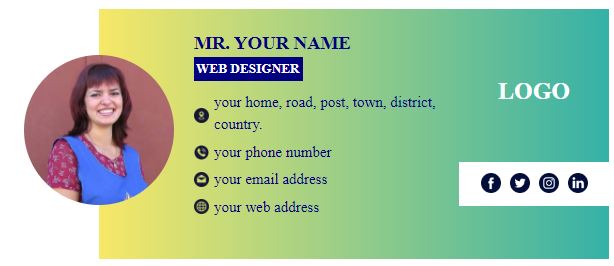 MR. YOUR NAME
WEB DESIGNER
your home, road, post, town, district,
country.
your phone number
your email address
your web address
LOGO